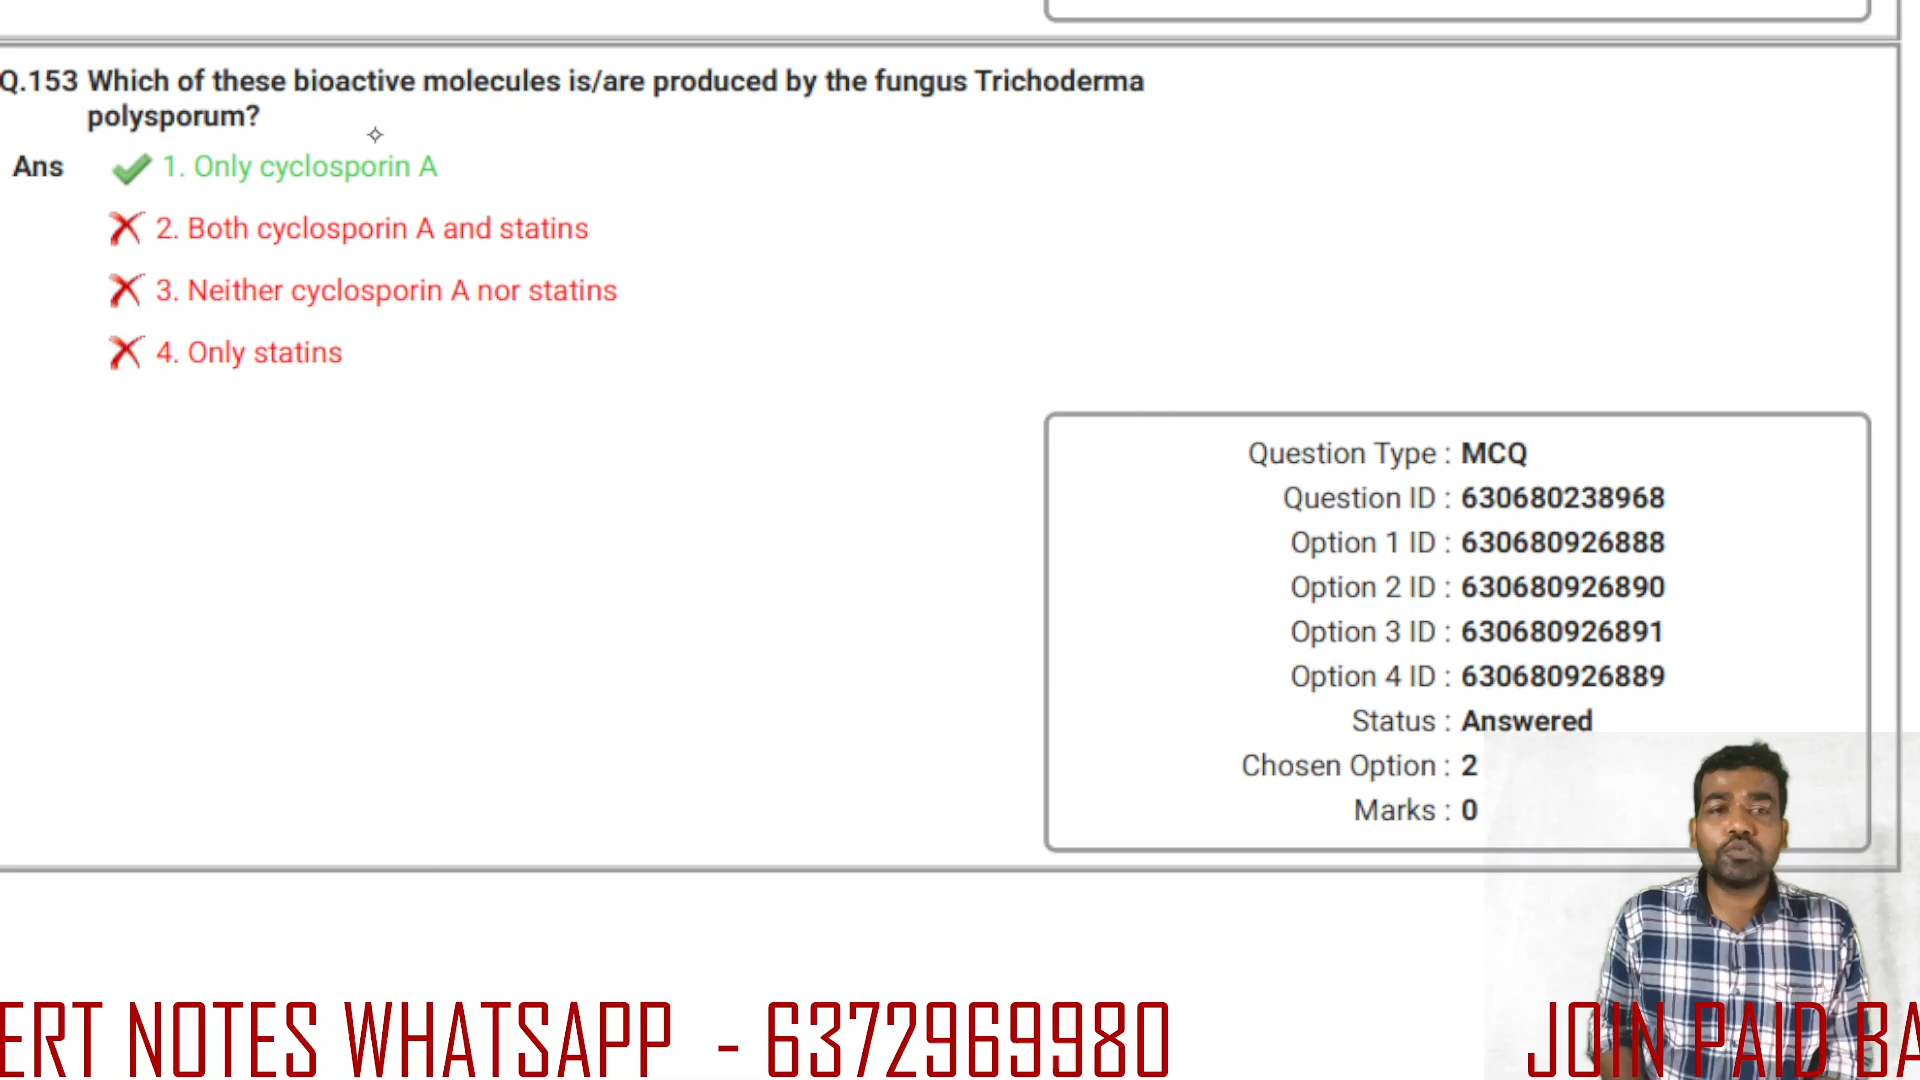 Q.153 Which of these bioactive molecules is/are produced by the fungus Trichoderma
polysporum?
Ans 1. Only cyclosporin A
2. Both cyclosporin A and statins
3. Neither cyclosporin A nor statins
4. Only statins
Question Type : MCQ
Question ID : 630680238968
Option 1 ID : 630680926888
Option 2 ID : 630680926890
Option 3 ID : 630680926891
Option 4 ID : 630680926889
Status : Answered
Chosen Option : 2
Marks : 0
ERT NOTES WHATSAPP - 6372969980 JOIN PAID BA